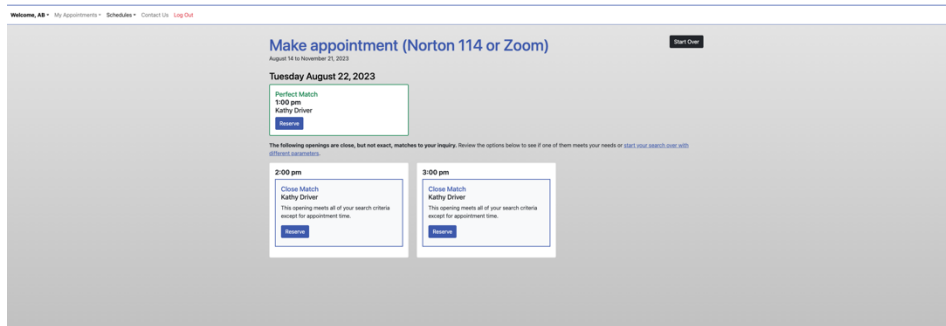 Welcome, AB My Appointments Schedules Contact Us Log Out
Make appointment (Norton 114 or Zoom)
Start Over
August 14 to November 21, 2023
Tuesday August 22, 2023
Perfect Match
1:00 pm
Kathy Driver
Reserve
The following openings are close, but not exact, matches to your inquiry. Review the options below to see if one of them meets your needs or start your search over with
different parameters.
2:00 pm
Close Match
Kathy Driver
This opening meets all of your search criteria
except for appointment time.
Reserve
3:00 pm
Close Match
Kathy Driver
This opening meets all of your search criteria
except for appointment time.
Reserve